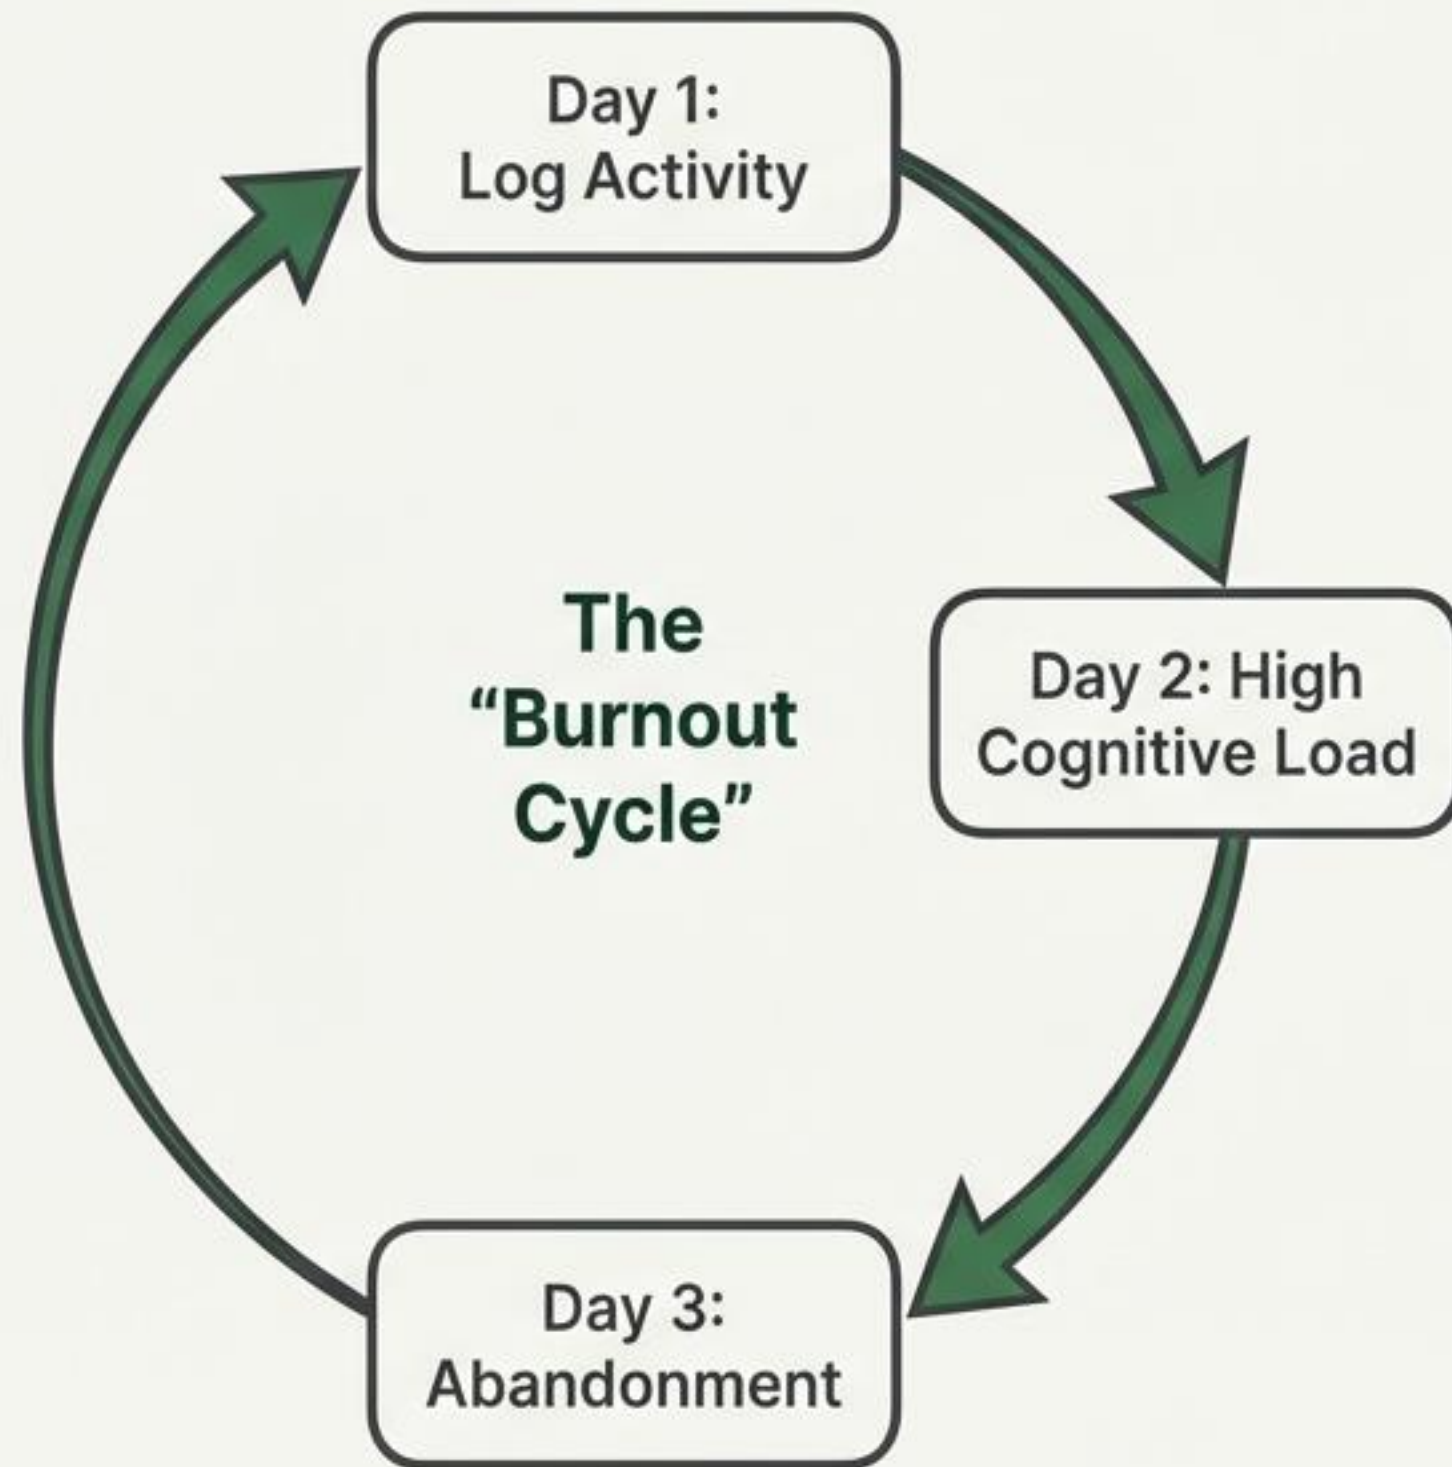 Day 1:
Log Activity
The
“Burnout
Cycle”
Day 2: High
Cognitive Load
Day 3:
Abandonment